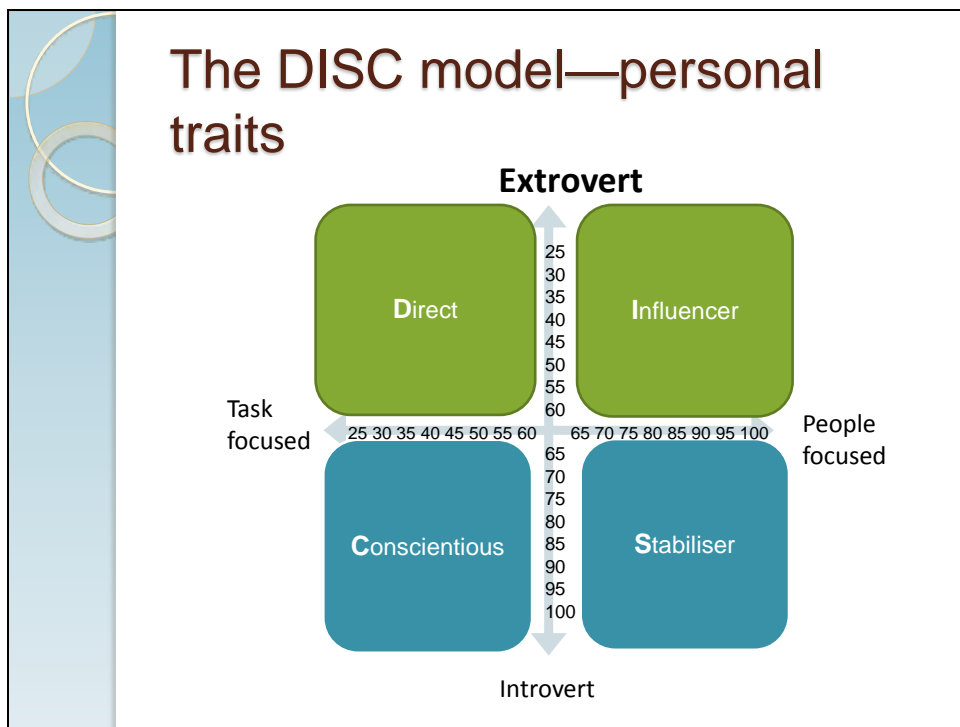 The DISC model—personal
traits
Extrovert
25
30
35
40
45
50
55
60
Direct
Influencer
Task
focused
25 30 35 40 45 50 55 60
65 70 75 80 85 90 95 100
People
focused
65
70
75
80
85
90
95
100
Conscientious
Stabiliser
Introvert